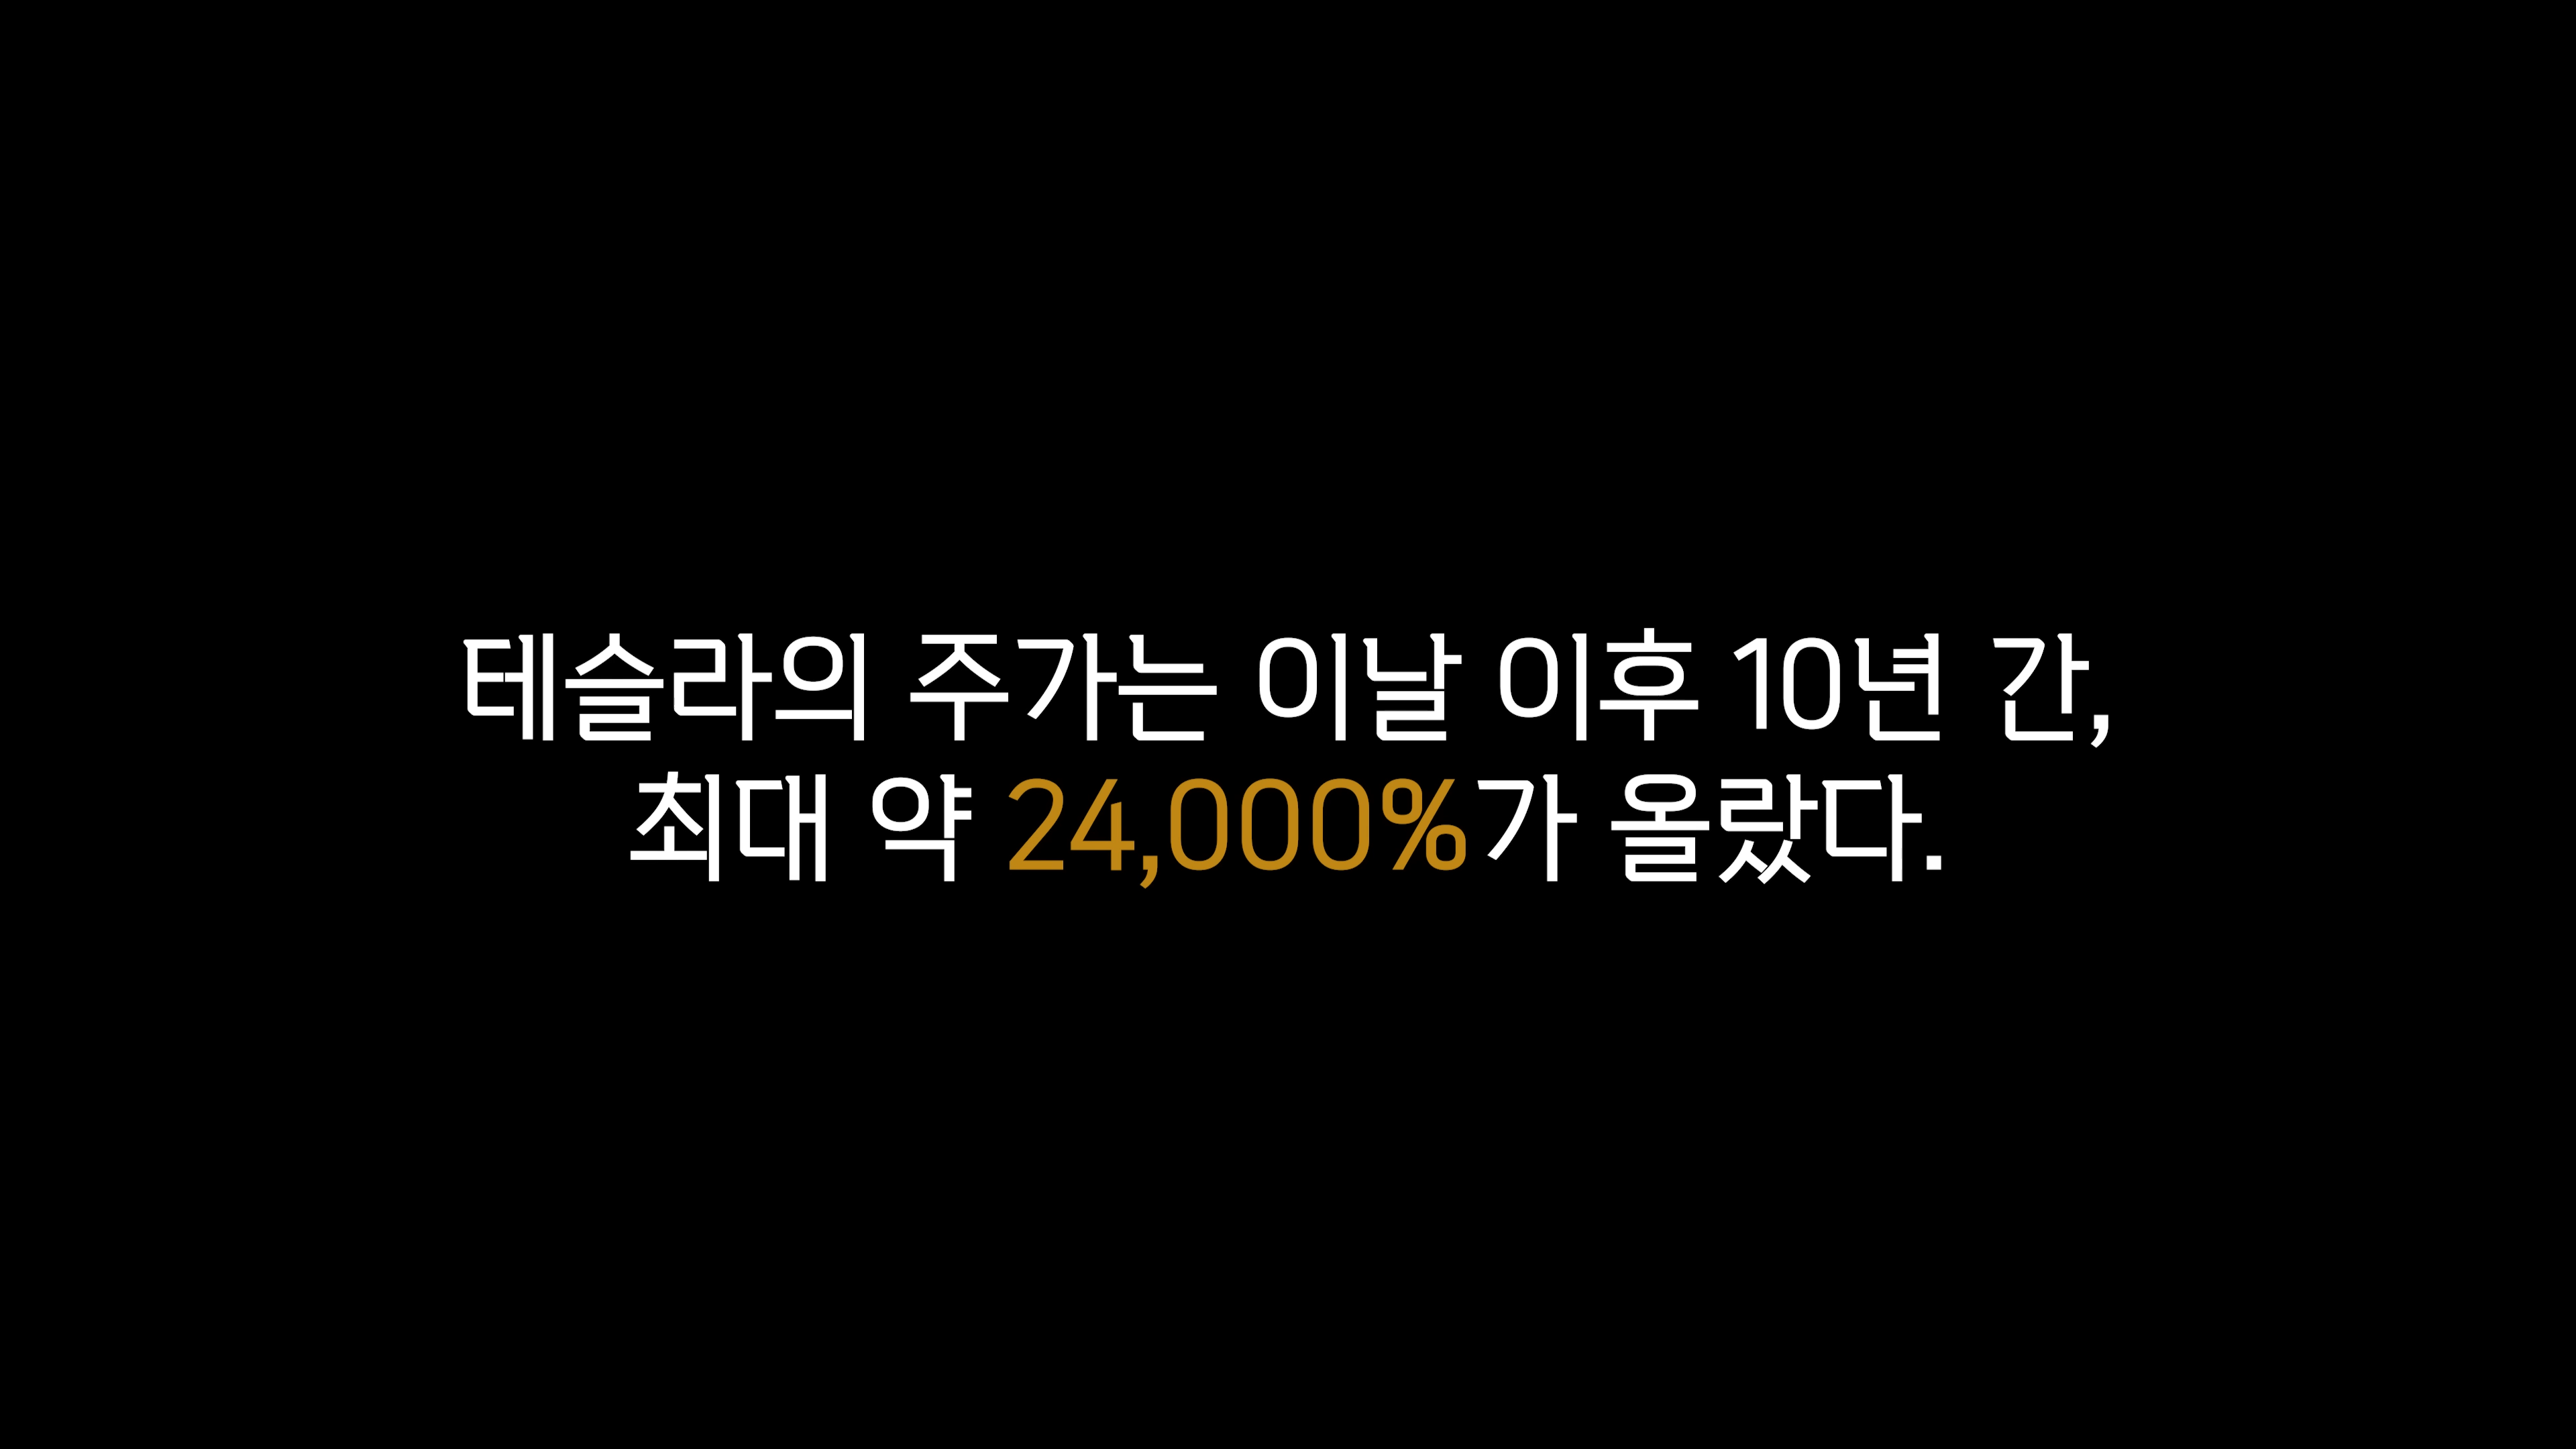 테슬라의 주가는 이날 이후 10년 간,
최대 약 24,000%가 올랐다.